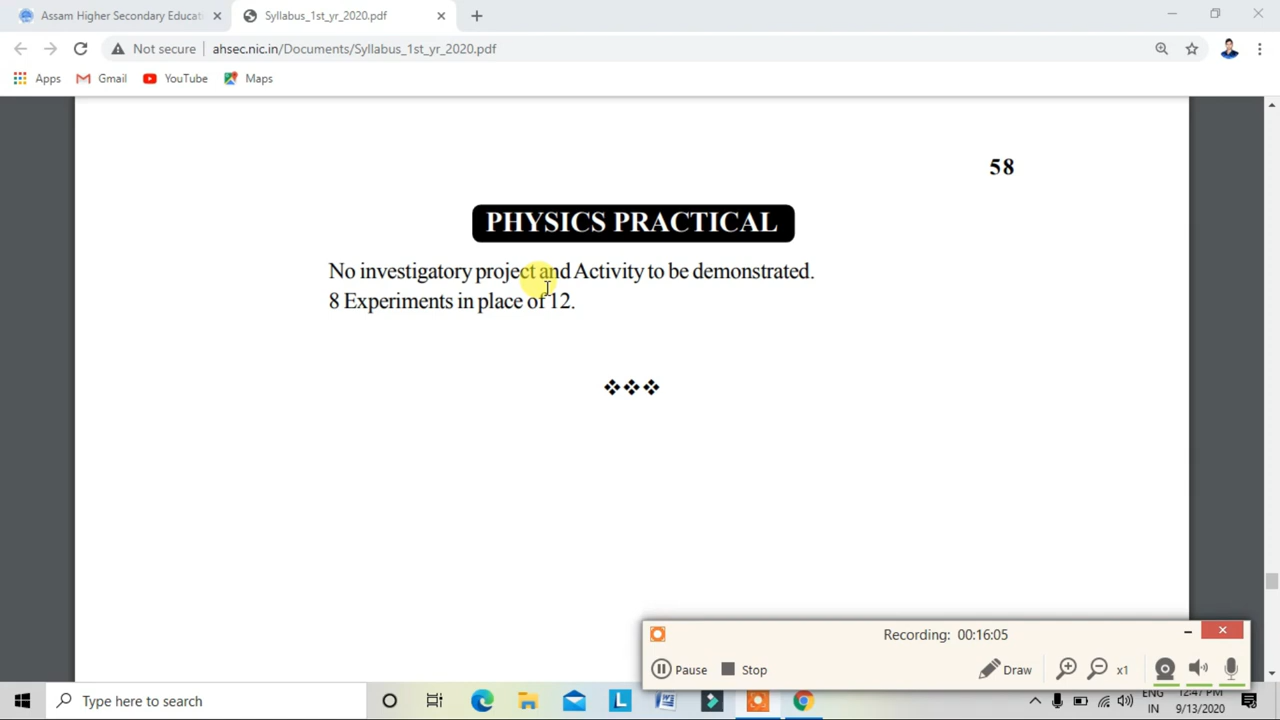 Assam Higher Secondary Educati
Syllabus_1st_yr_2020.pdf
Not secure
ahsec.nic.in/Documents/Syllabus_1st_yr_2020.pdf
Apps
Gmail
YouTube
Maps
58
PHYSICS PRACTICAL
No investigatory project and Activity to be demonstrated.
8 Experiments in place of 12.
Recording: 00:16:05
Pause
Stop
Draw
x1
Type here to search
ENG
IN
12:47 PM
9/13/2020